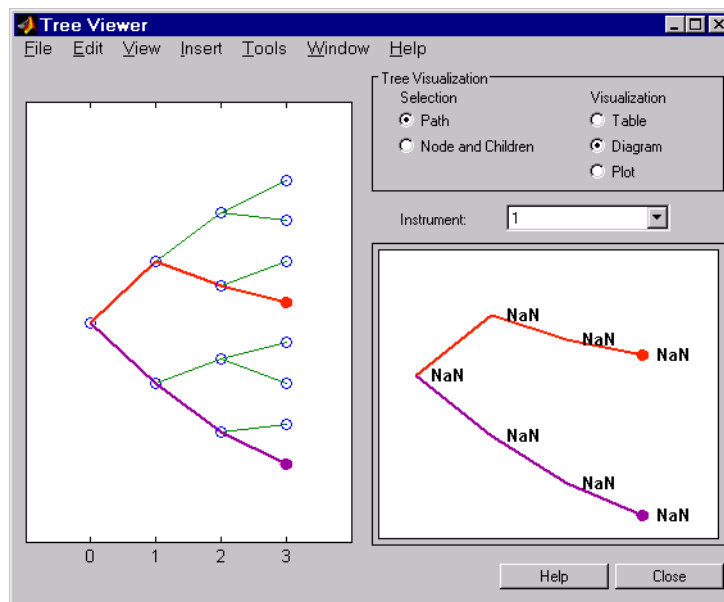 Tree Viewer
File Edit View Insert Tools Window Help
Tree Visualization
Selection
Visualization
Path
Table
Node and Children
Diagram
Plot
Instrument:
1
NaN
NaN
NaN
NaN
NaN
NaN
NaN
0 1 2 3
Help
Close